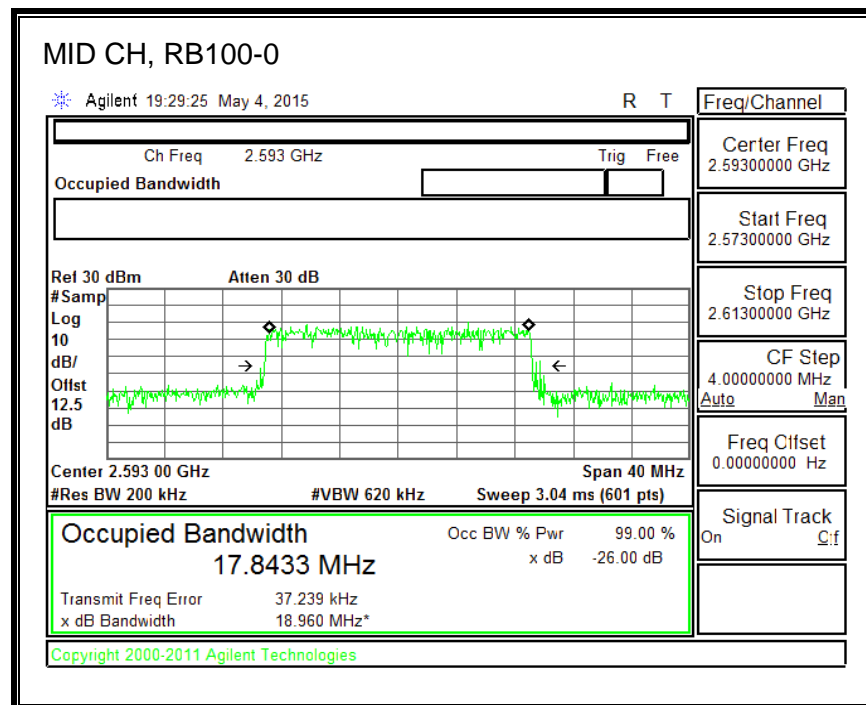 MID CH, RB100-0
Agilent 19:29:25 May 4, 2015 R T
Ch Freq 2.593 GHz Trig Free
Occupied Bandwidth
Ref 30 dBm Atten 30 dB
#Samp
Log
10
dB/
Offst
12.5
dB
Center 2.593 00 GHz Span 40 MHz
#Res BW 200 kHz #VBW 620 kHz Sweep 3.04 ms (601 pts)
Occupied Bandwidth Occ BW % Pwr 99.00 %
17.8433 MHz x dB -26.00 dB
Transmit Freq Error 37.239 kHz
x dB Bandwidth 18.960 MHz*
Copyright 2000-2011 Agilent Technologies
Freq/Channel
Center Freq
2.59300000 GHz
Start Freq
2.57300000 GHz
Stop Freq
2.61300000 GHz
CF Step
4.00000000 MHz
Auto Man
Freq Offset
0.00000000 Hz
Signal Track
On Off